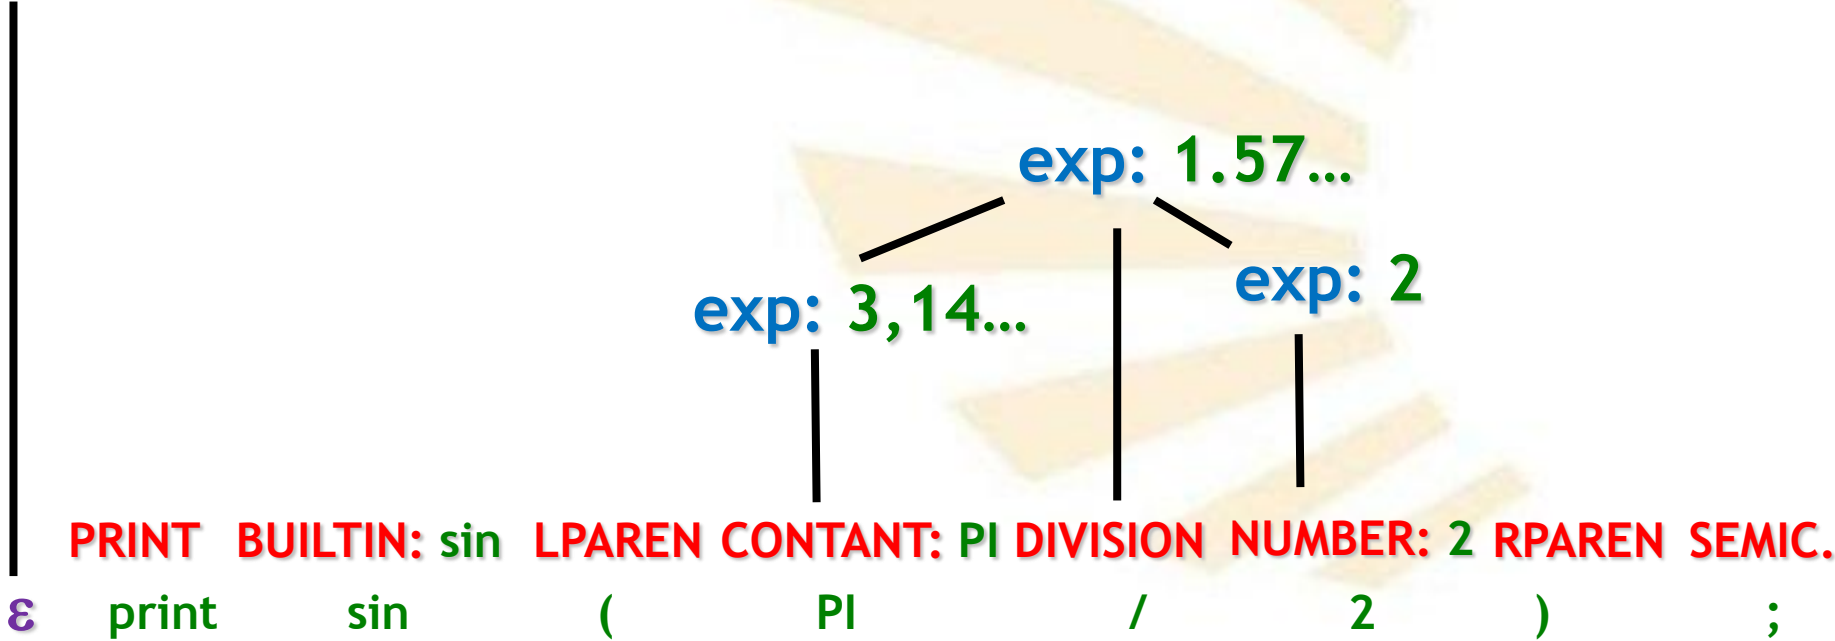 exp: 1.57…
exp: 2
exp: 3,14…
PRINT BUILTIN: sin LPAREN CONTANT: PI DIVISION NUMBER: 2 RPAREN SEMIC.
ε print sin ( PI / 2 ) ;